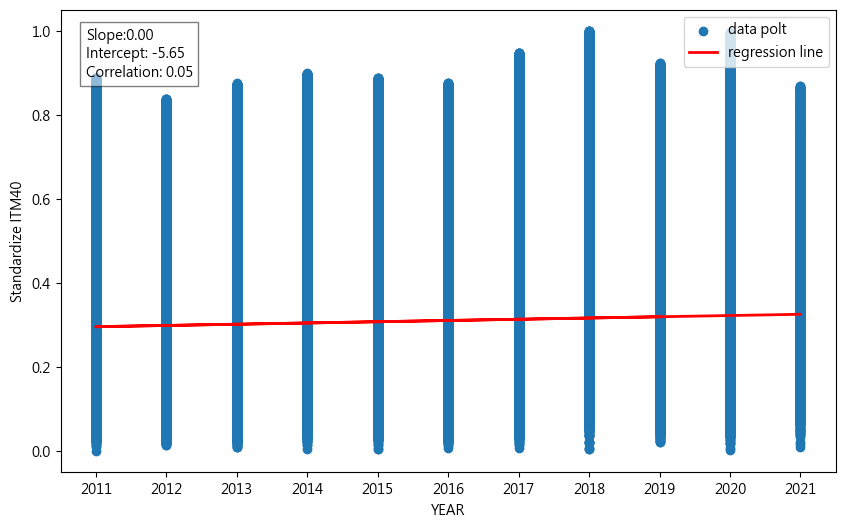 Slope:0.00
Intercept: -5.65
Correlation: 0.05
data polt
regression line
1.0
0.8
0.6
0.4
0.2
0.0
Standardize ITM40
2011 2012 2013 2014 2015 2016 2017 2018 2019 2020 2021
YEAR